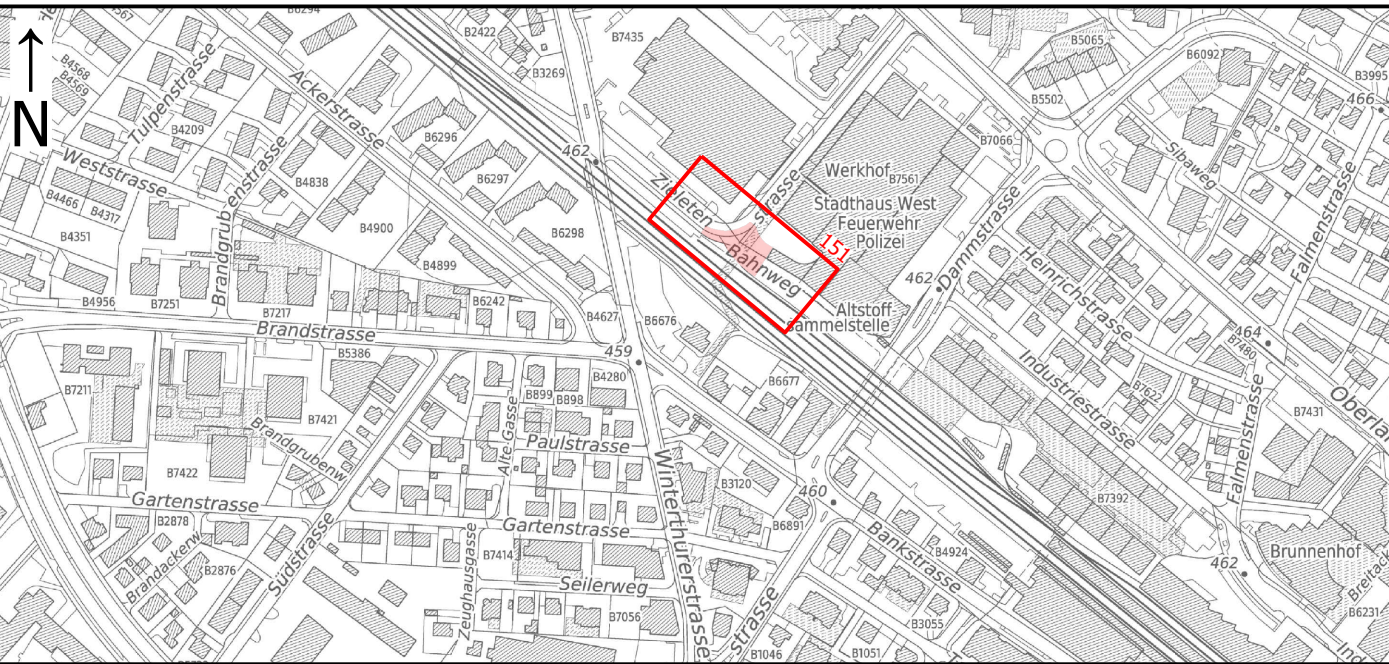 N
B6294
B2422
B7435
B5065
B6092
B3995
466
B4568
B4569
Tulpenstrasse
B4209
Ackerstrasse
B3269
B5502
B6296
462
B7066
Sibaweg
Weststrasse
B4838
B6297
Zieleten
strasse
Werkhof
B7561
Stadthaus West
Feuerwehr
Polizei
Falmenstrasse
B4466
B4317
B4351
Brandgrubenstrasse
B4900
B6298
151
Bahnweg
B4899
462
Dammstrasse
Heinrichstrasse
B4956
B7251
B7217
B6242
B4627
B6676
Altstoff
sammelstelle
Brandstrasse
464
B7480
B5386
459
B7211
B4280
B899
B898
B6677
Industriestrasse
B7622
B7421
Alte Gasse
Paulstrasse
Brandgrubenw
B7431
Falmenstrasse
B7422
Winterthurerstrasse
B3120
460
B7392
Gartenstrasse
Gartenstrasse
B6891
B2878
Südstrasse
B7414
Zeughausgasse
Bankstrasse
B4924
Brunnenhof
Brandackerw
B2876
Seilerweg
462
B7056
strasse
B3055
B6231
B1046
B1051